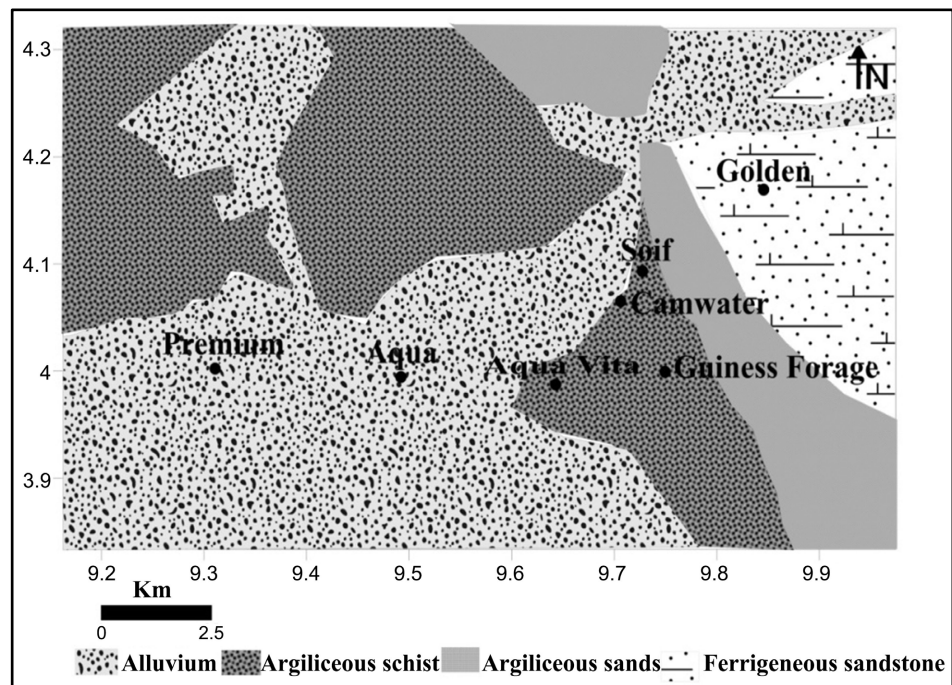 4.3
N
4.2
Golden
4.1
Soif
Camwater
Premium
Aqua
Aqua Vita
Guiness Forage
4
3.9
9.2 9.3 9.4 9.5 9.6 9.7 9.8 9.9
Km
0 2.5
Alluvium Argiliceous schist Argiliceous sands Ferrigeneous sandstone